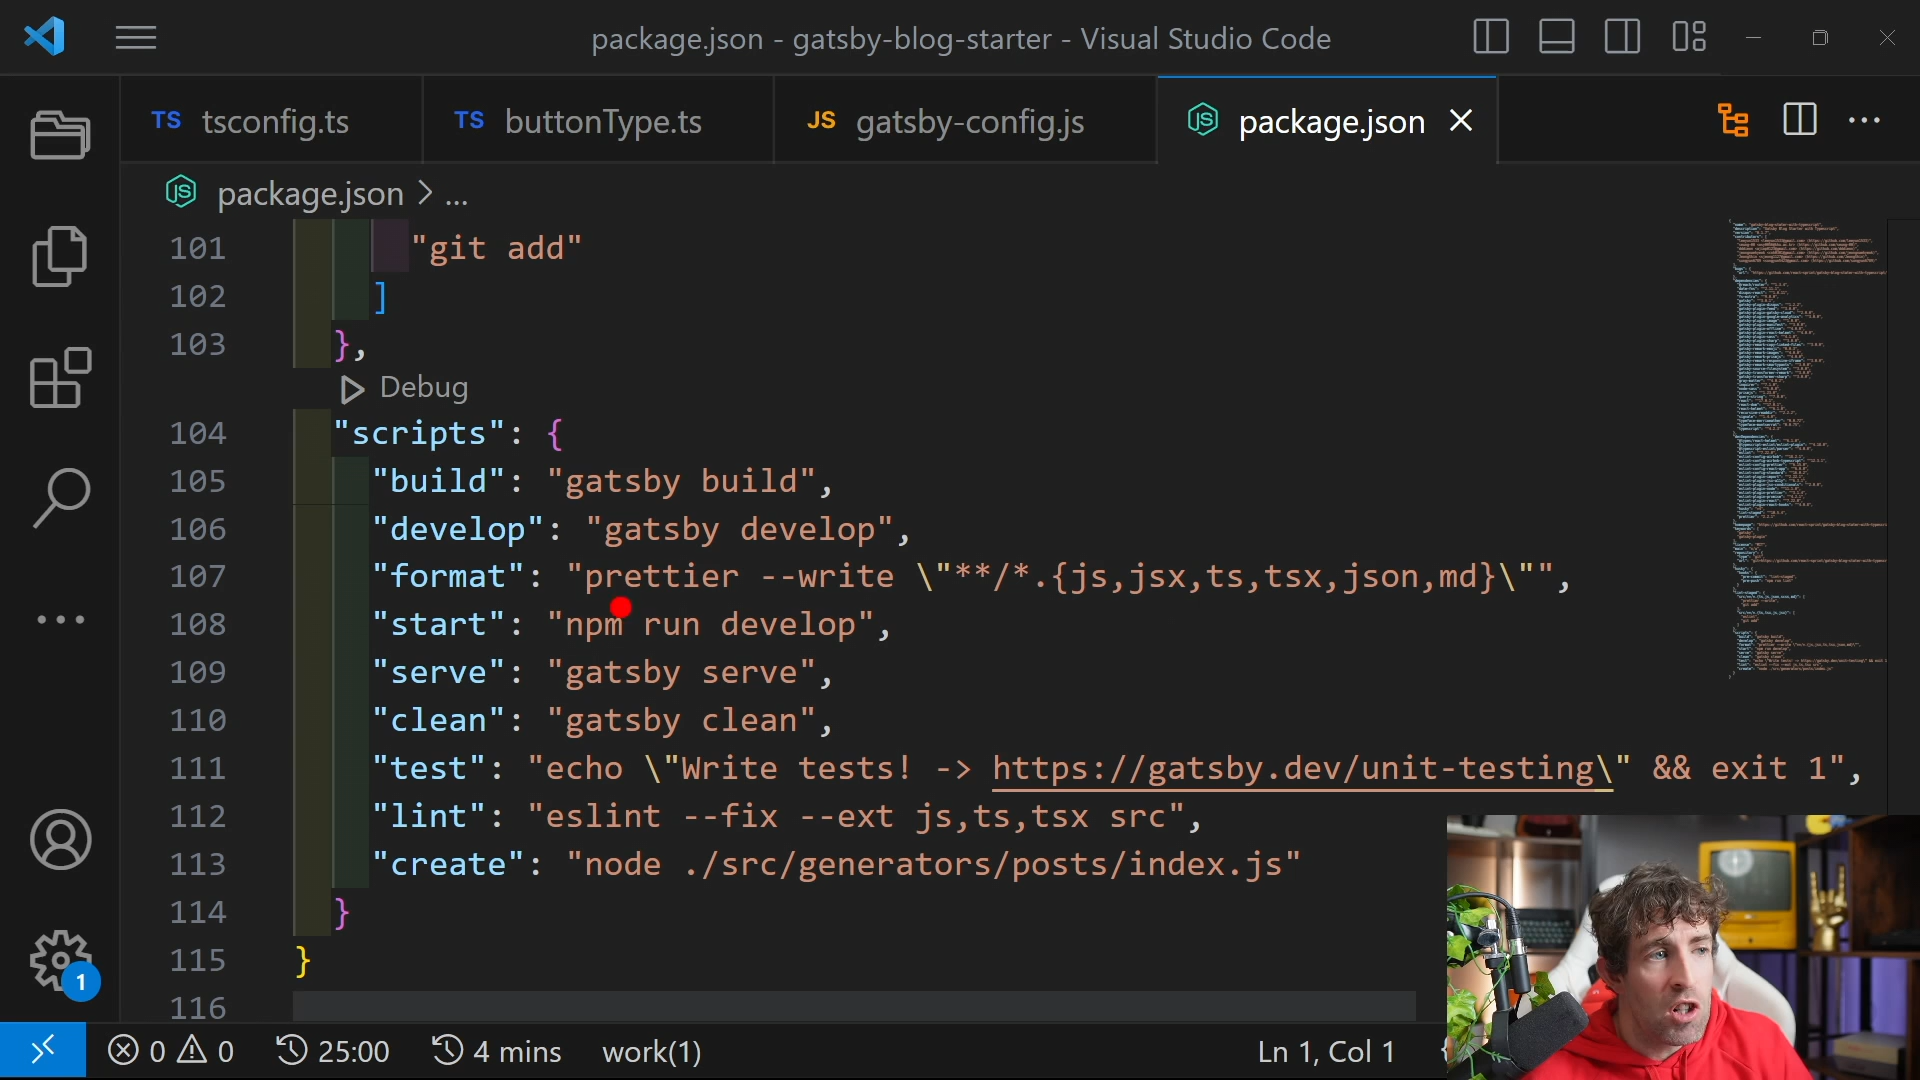 package.json - gatsby-blog-starter - Visual Studio Code
TS tsconfig.ts
TS buttonType.ts
JS gatsby-config.js
JS package.json
JS package.json > ...
101 "git add"
102 ]
103 },
Debug
104 "scripts": {
105 "build": "gatsby build",
106 "develop": "gatsby develop",
107 "format": "prettier --write \"**/*.{js,jsx,ts,tsx,json,md}\"",
108 "start": "npm run develop",
109 "serve": "gatsby serve",
110 "clean": "gatsby clean",
111 "test": "echo \"Write tests! -> https://gatsby.dev/unit-testing\" && exit 1",
112 "lint": "eslint --fix --ext js,ts,tsx src",
113 "create": "node ./src/generators/posts/index.js"
114 }
115 }
116
1
0 0 25:00 4 mins work(1) Ln 1, Col 1